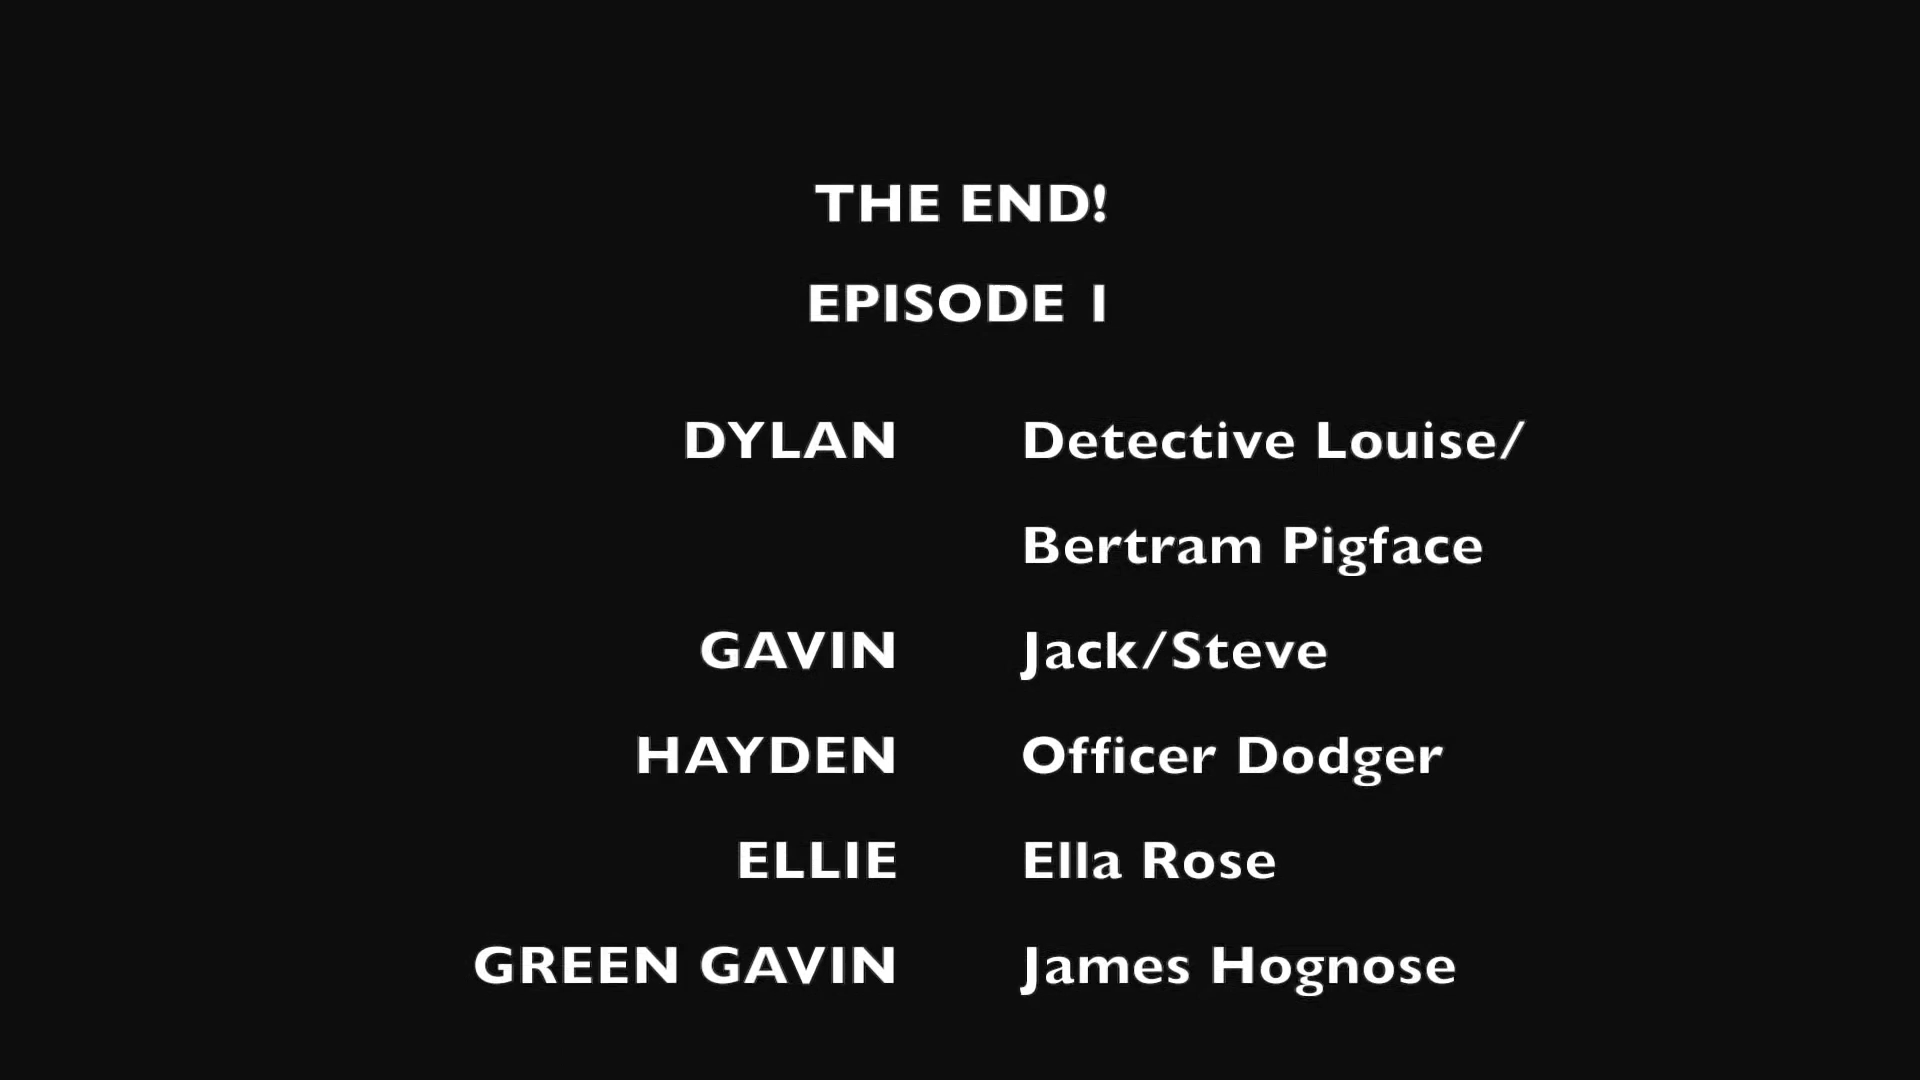 THE END!
EPISODE 1
DYLAN Detective Louise/
Bertram Pigface
GAVIN Jack/Steve
HAYDEN Officer Dodger
ELLIE Ella Rose
GREEN GAVIN James Hognose